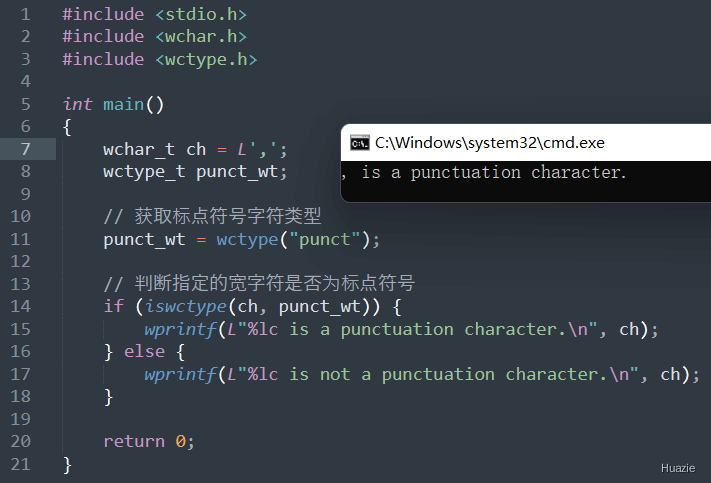 1 #include <stdio.h>
2 #include <wchar.h>
3 #include <wctype.h>
4
5 int main()
6 {
7     wchar_t ch = L',';
8     wctype_t punct_wt;
9
10     // 获取标点符号字符类型
11     punct_wt = wctype("punct");
12
13     // 判断指定的宽字符是否为标点符号
14     if (iswctype(ch, punct_wt)) {
15         wprintf(L"%lc is a punctuation character.\n", ch);
16     } else {
17         wprintf(L"%lc is not a punctuation character.\n", ch);
18     }
19
20     return 0;
21 }
C:\Windows\system32\cmd.exe
, is a punctuation character.
Huazie